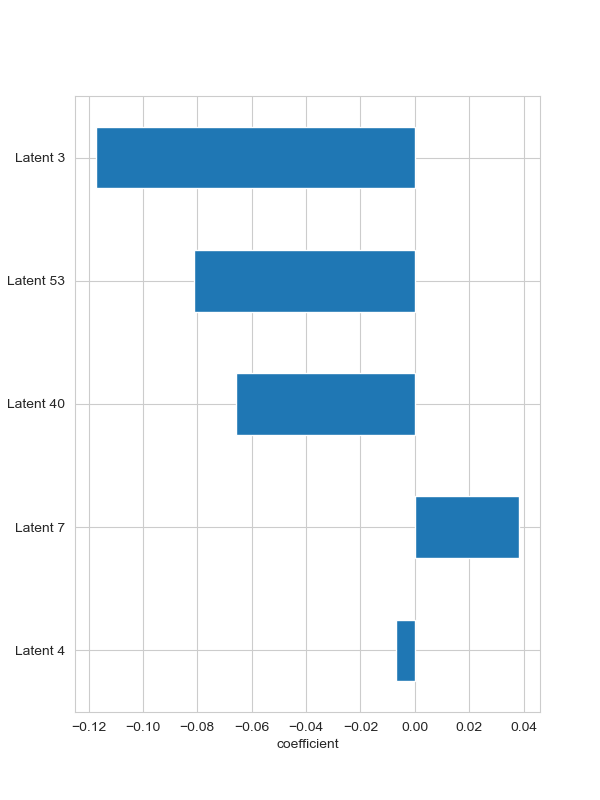 Latent 3
Latent 53
Latent 40
Latent 7
Latent 4
−0.12 −0.10 −0.08 −0.06 −0.04 −0.02 0.00 0.02 0.04
coefficient